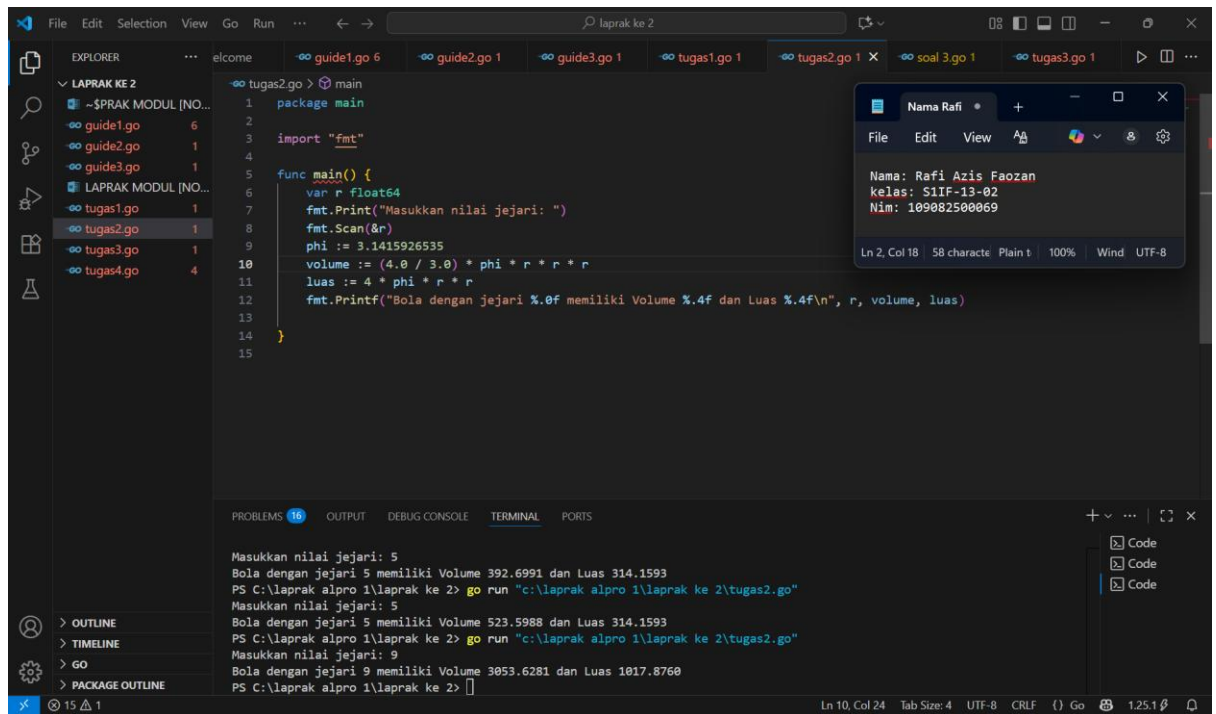 File Edit Selection View Go Run ... laprak ke 2
EXPLORER ...
LAPRAK KE 2
~$PRAK MODUL [NO...
guide1.go 6
guide2.go 1
guide3.go 1
LAPRAK MODUL [NO...
tugas1.go 1
tugas2.go 1
tugas3.go 1
tugas4.go 4
OUTLINE
TIMELINE
GO
PACKAGE OUTLINE
elcome guide1.go 6 guide2.go 1 guide3.go 1 tugas1.go 1 tugas2.go 1 soal 3.go 1 tugas3.go 1 ...
tugas2.go > main
1 package main
2
3 import "fmt"
4
5 func main() {
6 var r float64
7 fmt.Print("Masukkan nilai jejari: ")
8 fmt.Scan(&r)
9 phi := 3.1415926535
10 volume := (4.0 / 3.0) * phi * r * r * r
11 luas := 4 * phi * r * r
12 fmt.Printf("Bola dengan jejari %.0f memiliki Volume %.4f dan Luas %.4f\n", r, volume, luas)
13
14 }
15
Nama Rafi
File Edit View
Nama: Rafi Azis Faozan
kelas: S1IF-13-02
Nim: 109082500069
Ln 2, Col 18 58 characte Plain t 100% Wind UTF-8
PROBLEMS 16 OUTPUT DEBUG CONSOLE TERMINAL PORTS ...
Masukkan nilai jejari: 5
Bola dengan jejari 5 memiliki Volume 392.6991 dan Luas 314.1593
PS C:\laprak alpro 1\laprak ke 2> go run "c:\laprak alpro 1\laprak ke 2\tugas2.go"
Masukkan nilai jejari: 5
Bola dengan jejari 5 memiliki Volume 523.5988 dan Luas 314.1593
PS C:\laprak alpro 1\laprak ke 2> go run "c:\laprak alpro 1\laprak ke 2\tugas2.go"
Masukkan nilai jejari: 9
Bola dengan jejari 9 memiliki Volume 3053.6281 dan Luas 1017.8760
PS C:\laprak alpro 1\laprak ke 2>
Code
Code
Code
15 1 Ln 10, Col 24 Tab Size: 4 UTF-8 CRLF {} Go 1.25.1